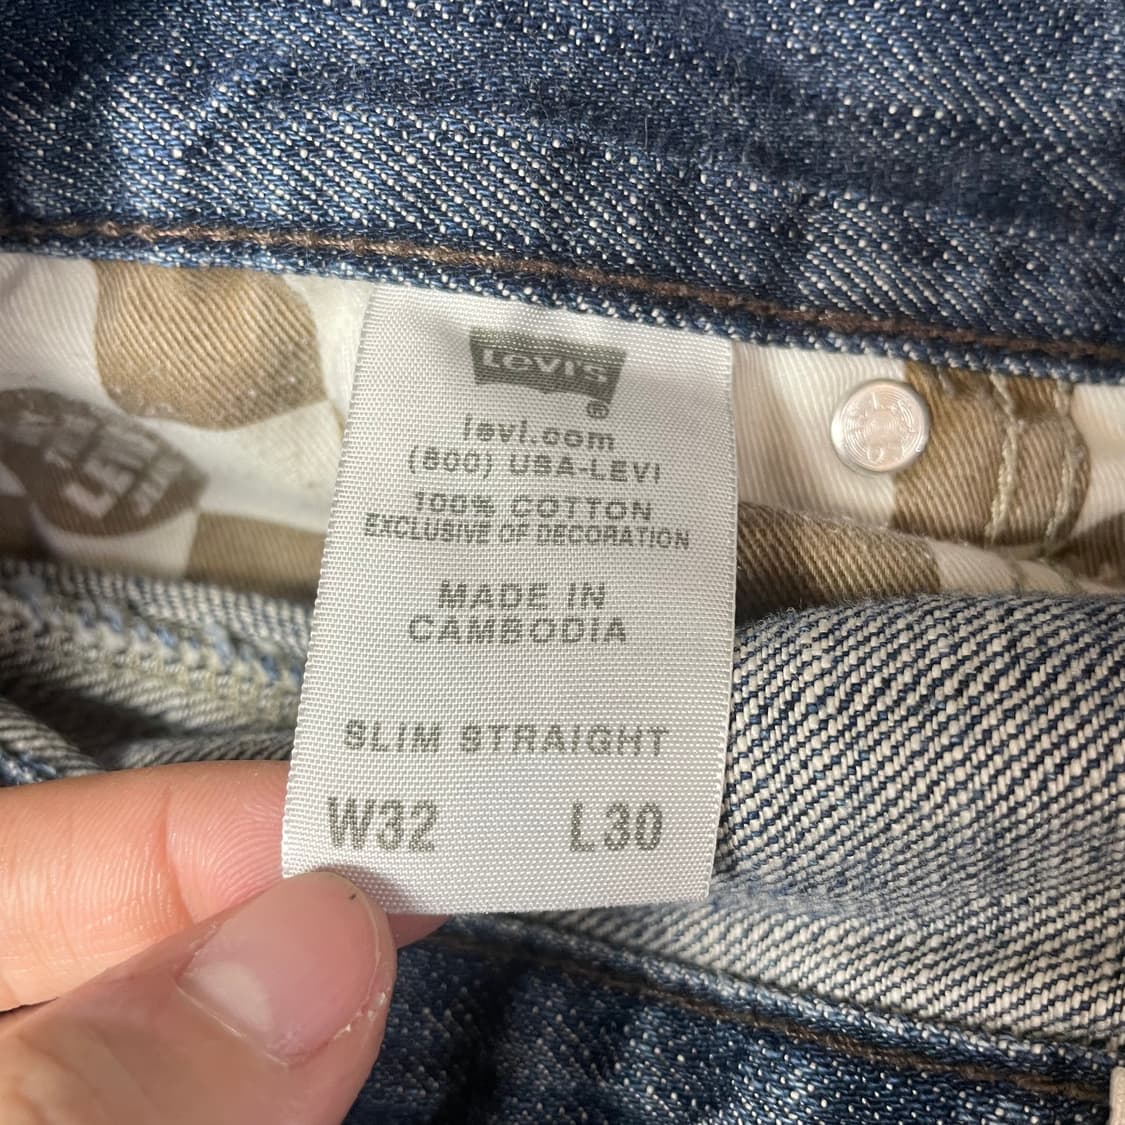 Levi's®
levi.com
(800) USA-LEVI
100% COTTON
EXCLUSIVE OF DECORATION
MADE IN
CAMBODIA
SLIM STRAIGHT
W32 L30